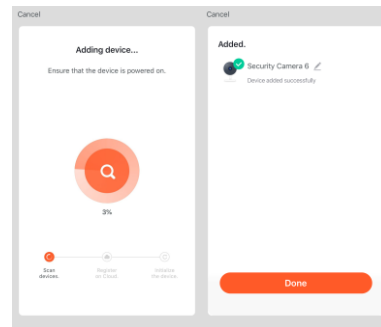 Cancel
Adding device...
Ensure that the device is powered on.
3%
Scan
devices.
Register
on Cloud.
Initialize
the device.
Cancel
Added.
Security Camera 6
Device added successfully
Done